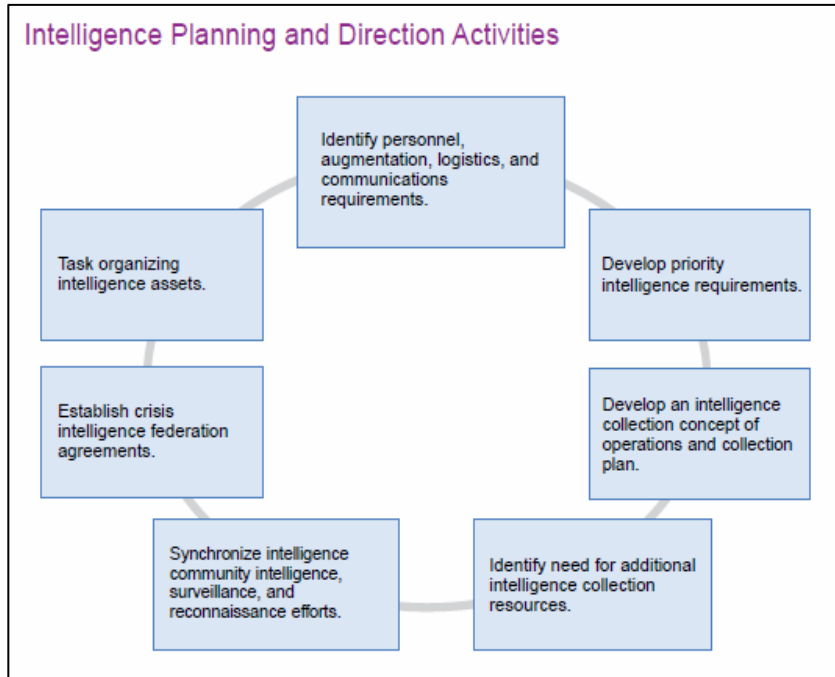 Intelligence Planning and Direction Activities
Identify personnel,
augmentation, logistics, and
communications
requirements.
Develop priority
intelligence requirements.
Develop an intelligence
collection concept of
operations and collection
plan.
Identify need for additional
intelligence collection
resources.
Synchronize intelligence
community intelligence,
surveillance, and
reconnaissance efforts.
Establish crisis
intelligence federation
agreements.
Task organizing
intelligence assets.